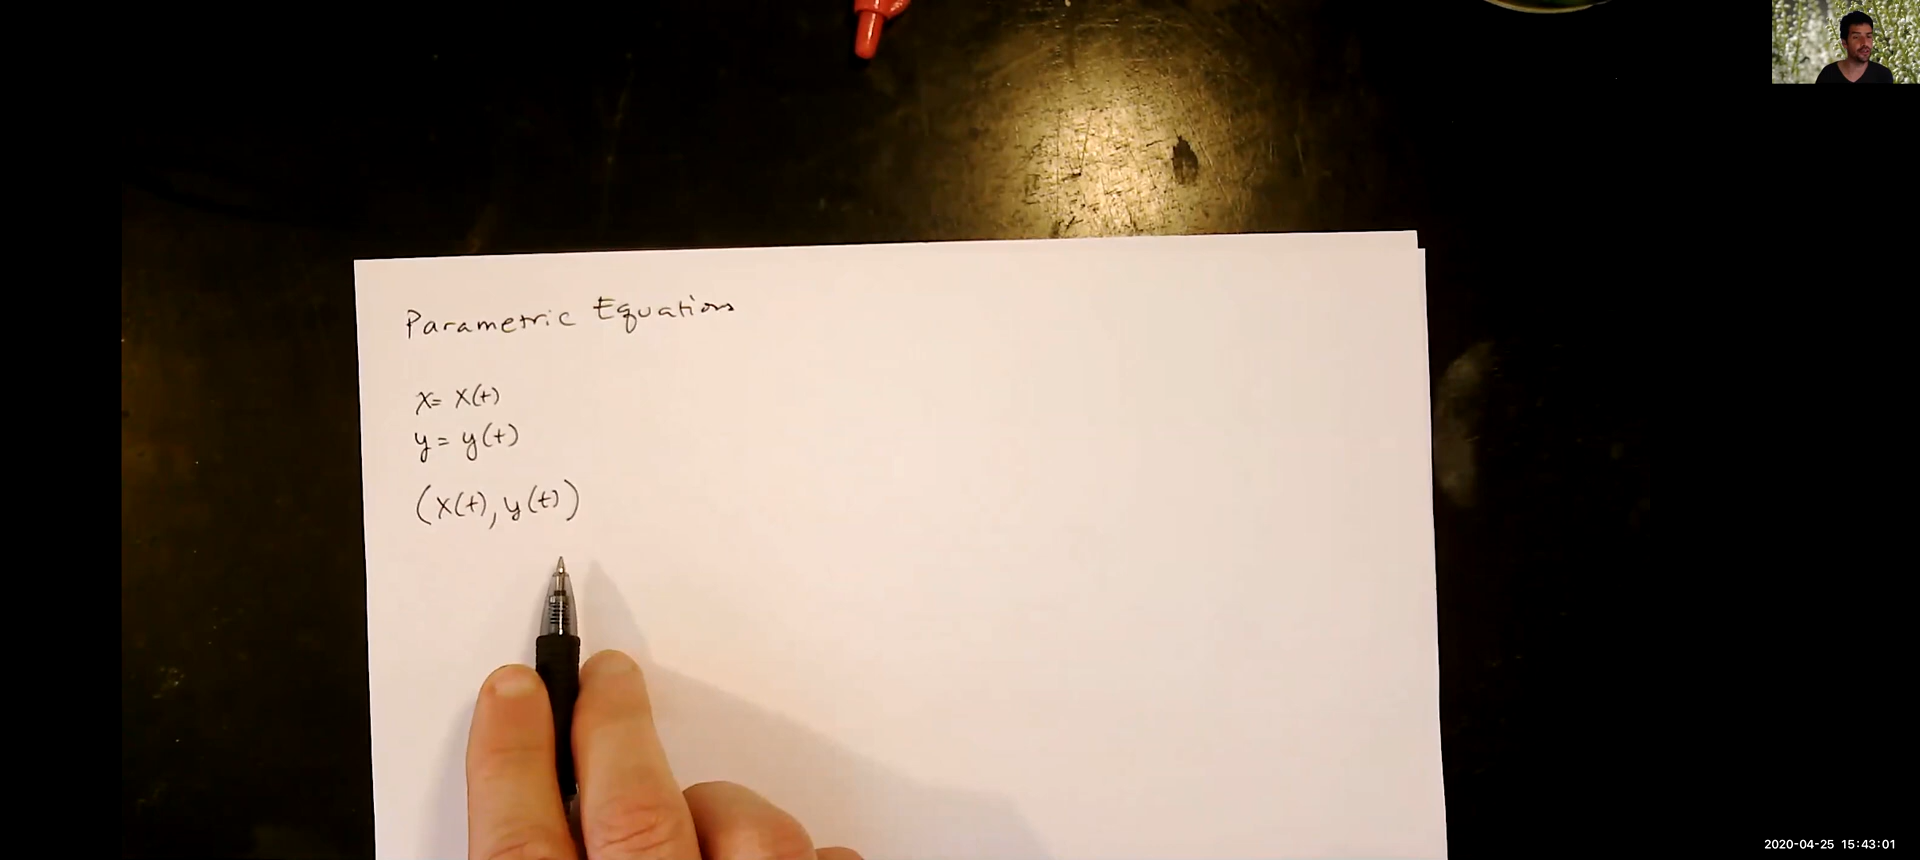 Parametric Equations
x = x(t)
y = y(t)
(x(t), y(t))
2020-04-25 15:43:01